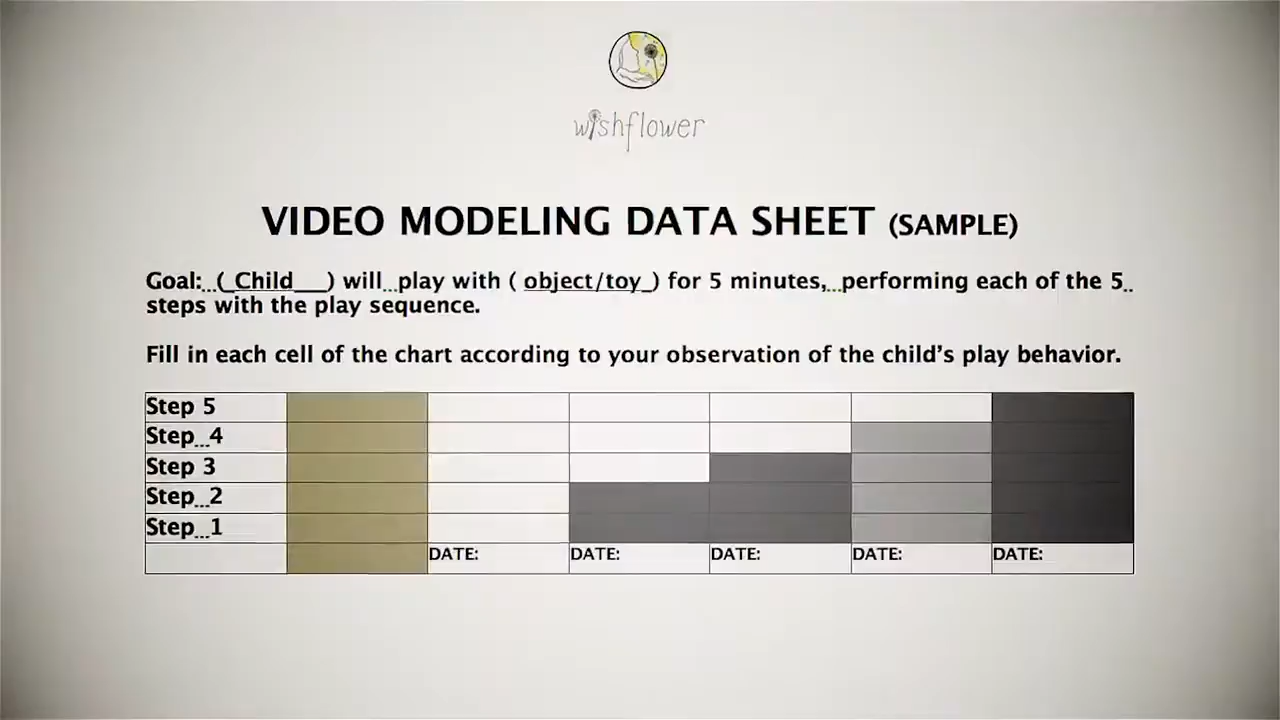 wishflower
VIDEO MODELING DATA SHEET (SAMPLE)
Goal: ( Child___) will play with ( object/toy_) for 5 minutes, performing each of the 5
steps with the play sequence.
Fill in each cell of the chart according to your observation of the child's play behavior.
Step 5
Step 4
Step 3
Step 2
Step 1
DATE: DATE: DATE: DATE: DATE: